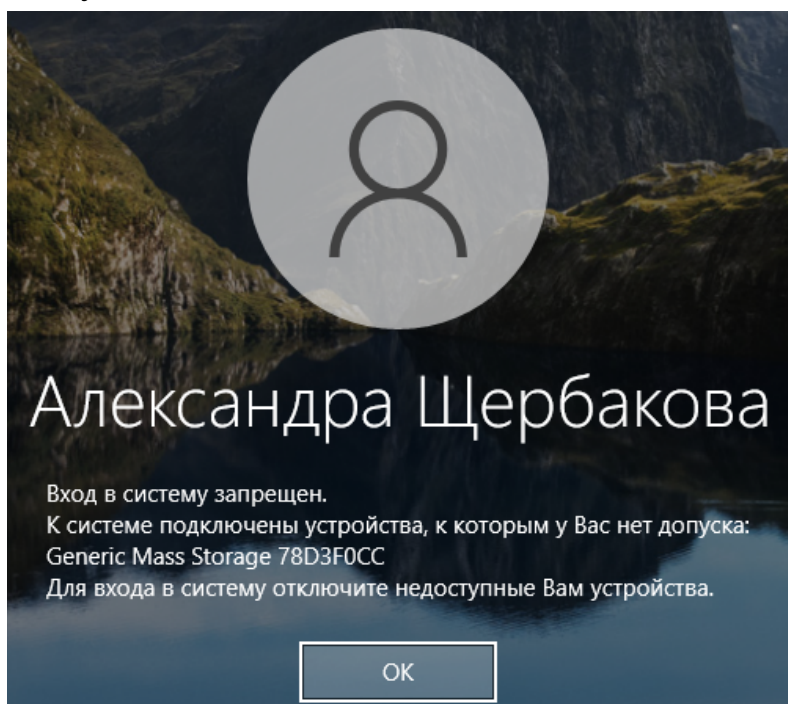 Александра Щербакова
Вход в систему запрещен.
К системе подключены устройства, к которым у Вас нет допуска:
Generic Mass Storage 78D3F0CC
Для входа в систему отключите недоступные Вам устройства.
OK